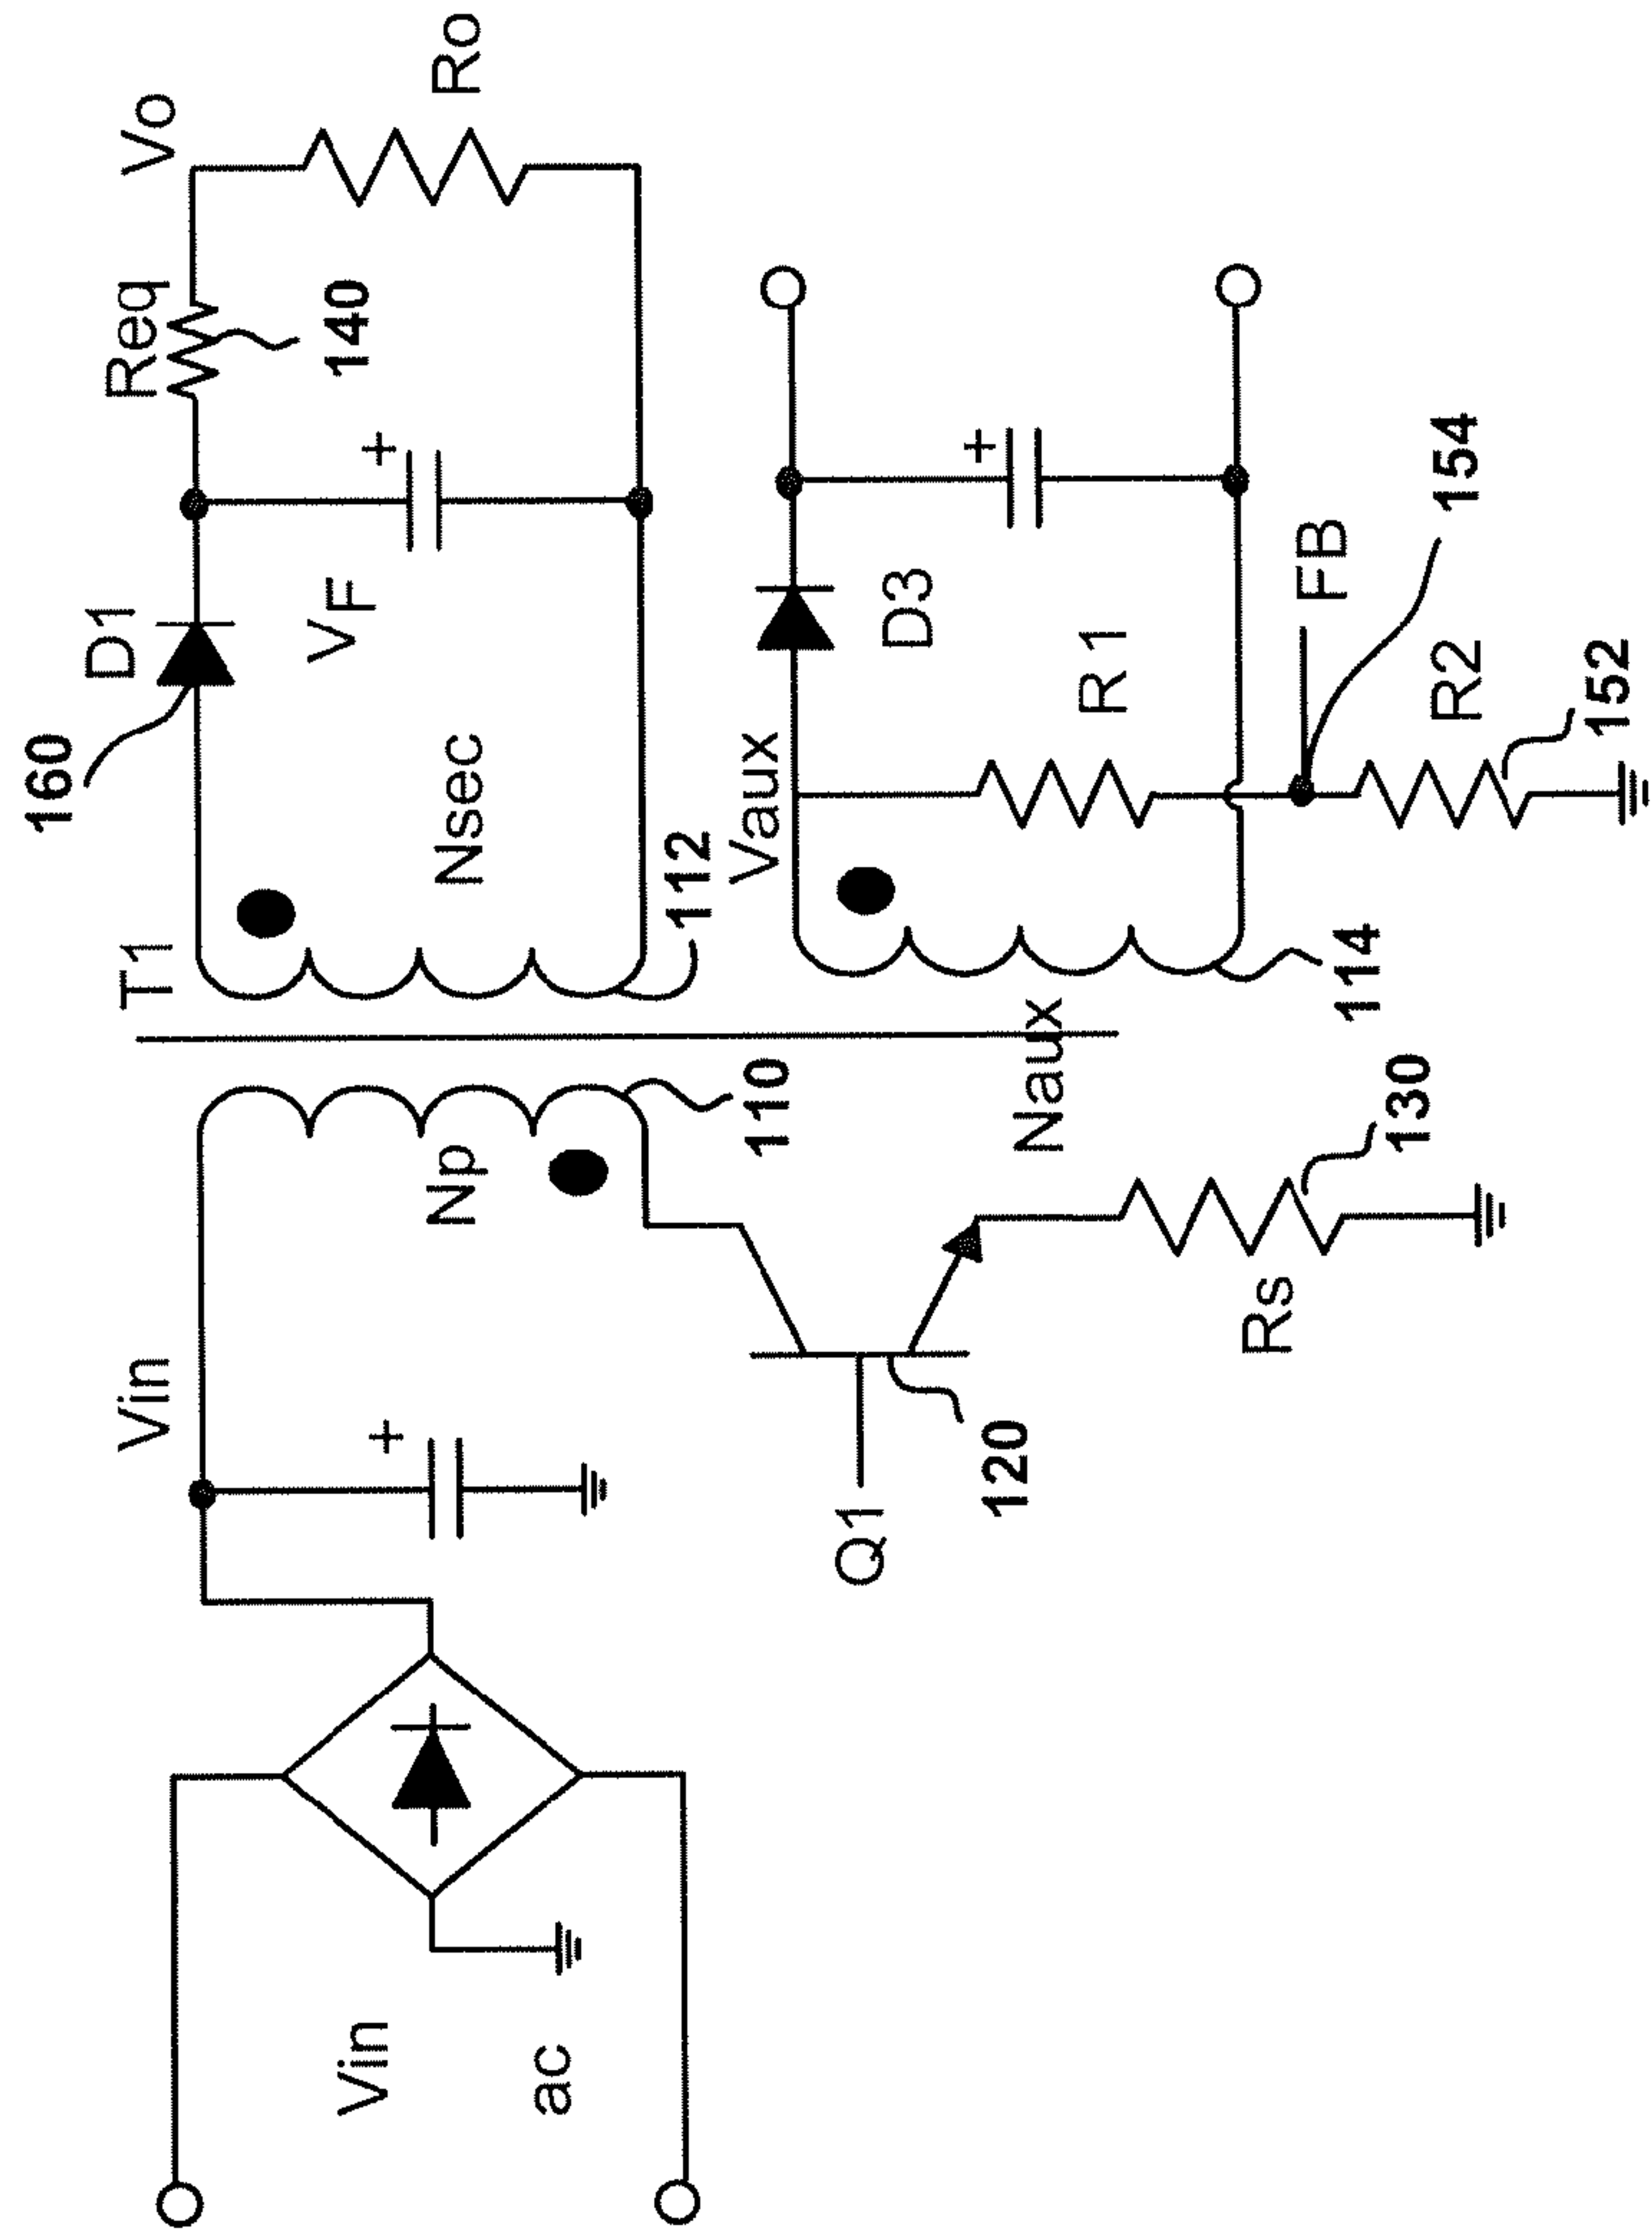 Vin
ac
Vin
Np
110
Q1
120
Rs
130
T1
Nsec
112
160
D1
VF
Req
140
Vo
Ro
Naux
114
Vaux
D3
R1
FB
154
R2
152